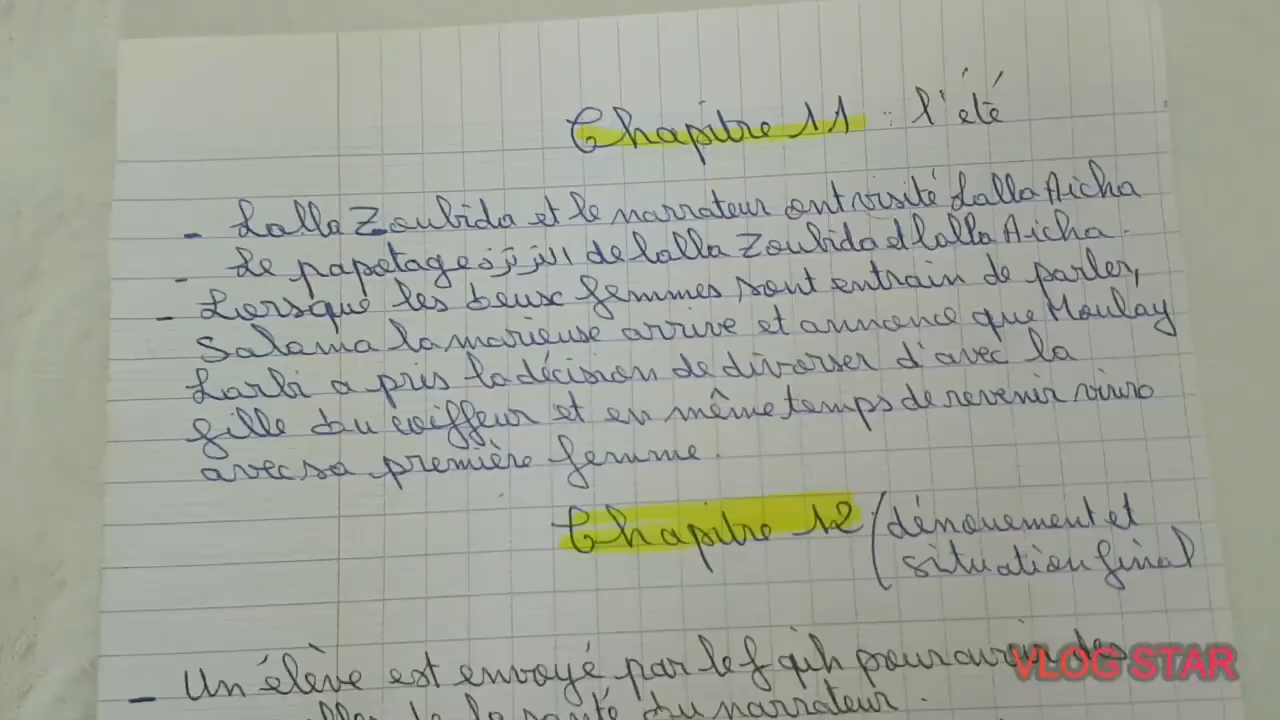 Chapitre 11 : l'été
- Lalla Zoubida et le narrateur ont visité Lalla Aicha
- Le papotage de Lalla Zoubida et Lalla Aicha.
- Lorsque les deux femmes sont entrain de parler,
Salama la marieuse arrive et annonce que Moulay
Larbi a pris la décision de divorser d'avec la
fille du coiffeur et en même temps de revenir vivre
avec sa première femme.
Chapitre 12 (dénouement et
situation final
- Un élève est envoyé par le fqih pour avoir des
de la santé du narrateur.
VLOG STAR